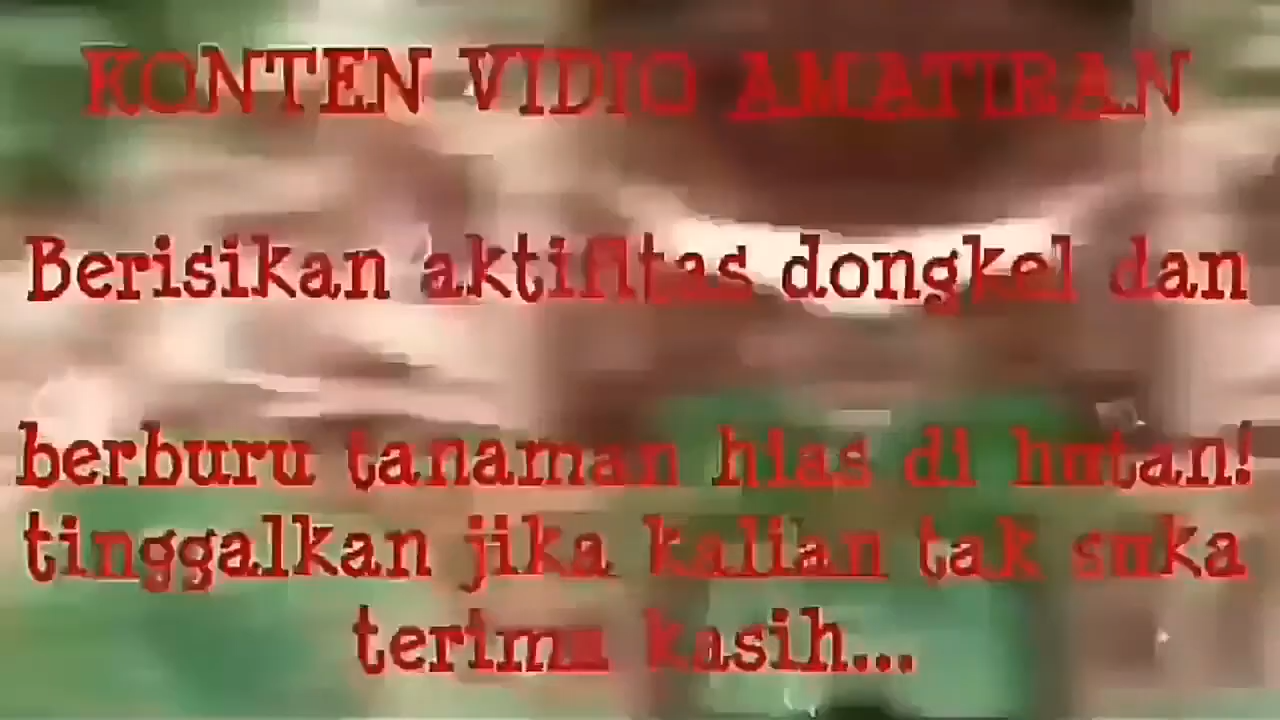 KONTEN VIDIO AMATIRAN
Berisikan aktifitas dongkel dan
berburu tanaman hias di hutan!
tinggalkan jika kalian tak suka
terima kasih...